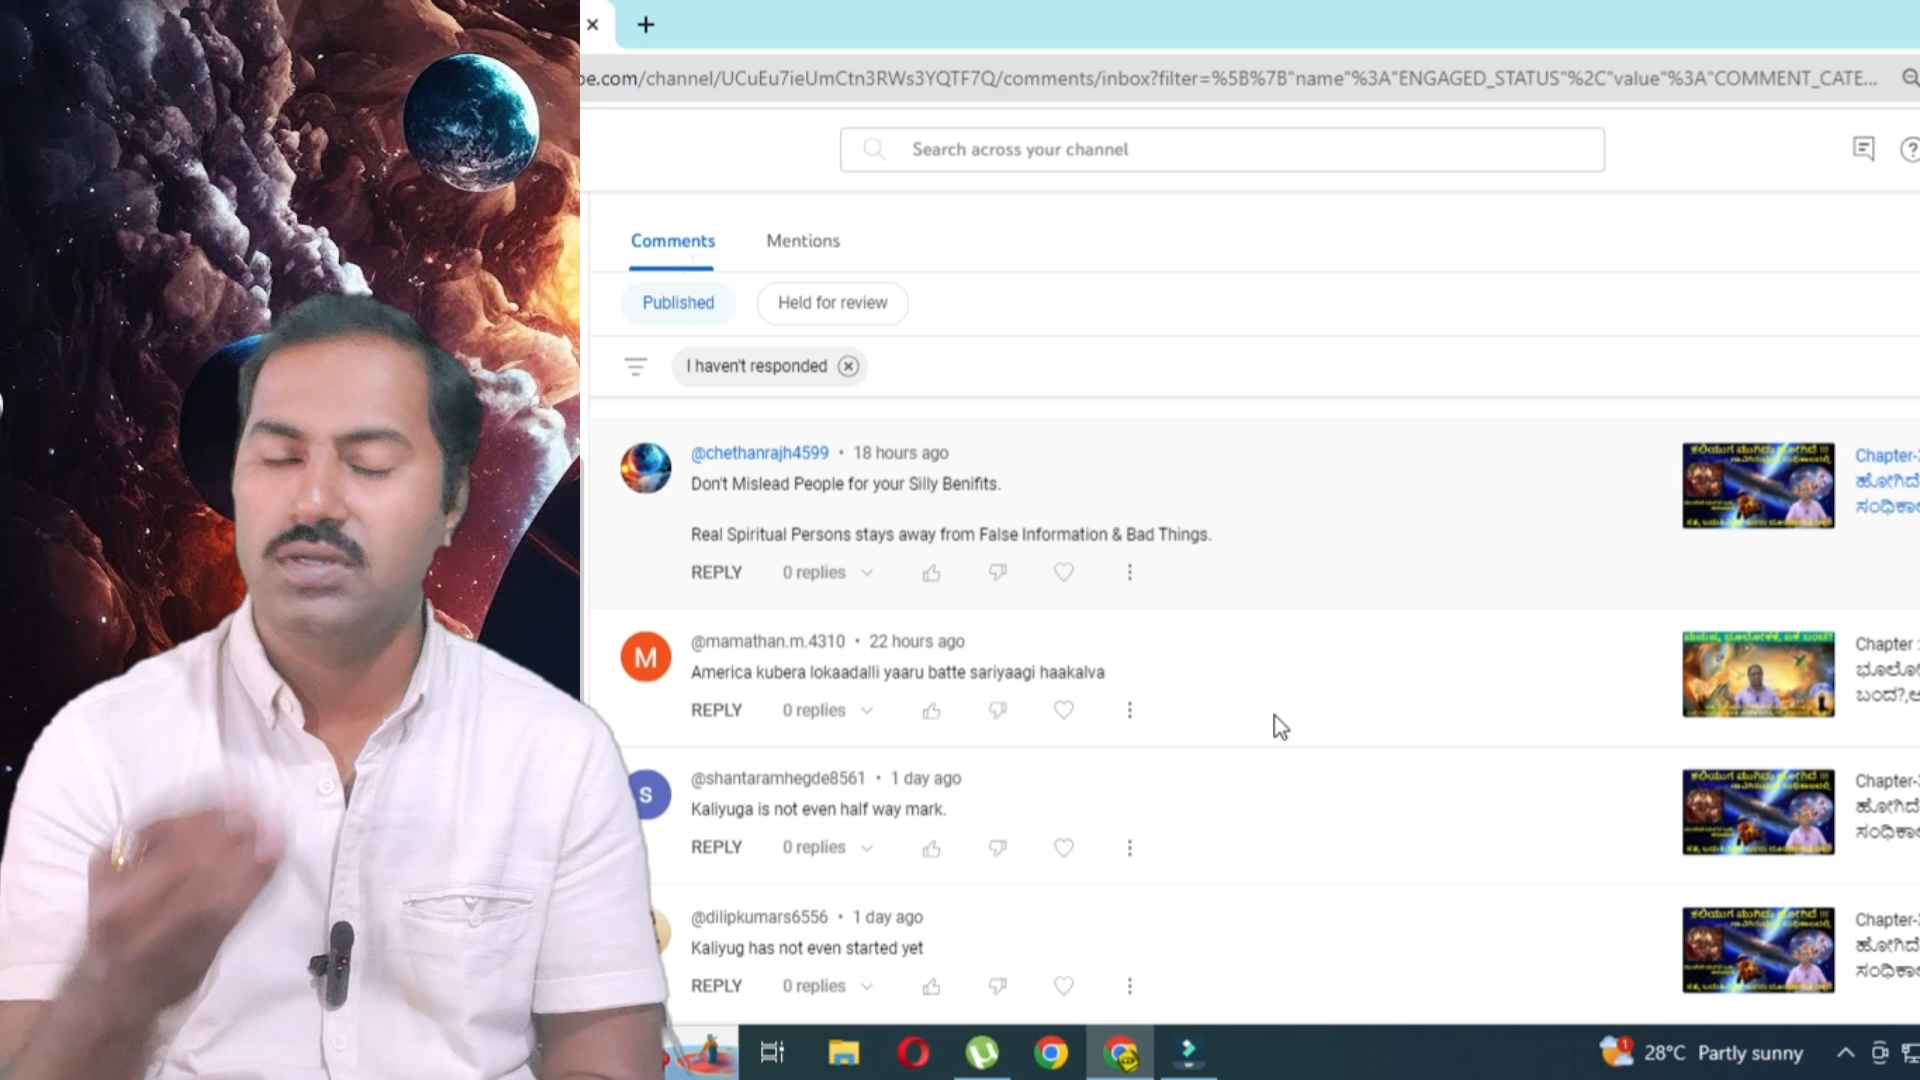 be.com/channel/UCuEu7ieUmCtn3RWs3YQTF7Q/comments/inbox?filter=%5B%7B"name"%3A"ENGAGED_STATUS"%2C"value"%3A"COMMENT_CATE...
Search across your channel
Comments Mentions
Published Held for review
I haven't responded
@chethanrajh4599 • 18 hours ago
Don't Mislead People for your Silly Benifits.
Real Spiritual Persons stays away from False Information & Bad Things.
REPLY 0 replies
Chapter-3
ಹೋಗಿದೆ
ಸಂಧಿಕಾಲ
@mamathan.m.4310 • 22 hours ago
America kubera lokaadalli yaaru batte sariyaagi haakalva
REPLY 0 replies
Chapter
ಭೂಲೋ
ಬಂದ?,
S
@shantaramhegde8561 • 1 day ago
Kaliyuga is not even half way mark.
REPLY 0 replies
Chapter-3
ಹೋಗಿದೆ
ಸಂಧಿಕಾಲ
M
@dilipkumars6556 • 1 day ago
Kaliyug has not even started yet
REPLY 0 replies
Chapter-3
ಹೋಗಿದೆ
ಸಂಧಿಕಾಲ
28°C Partly sunny